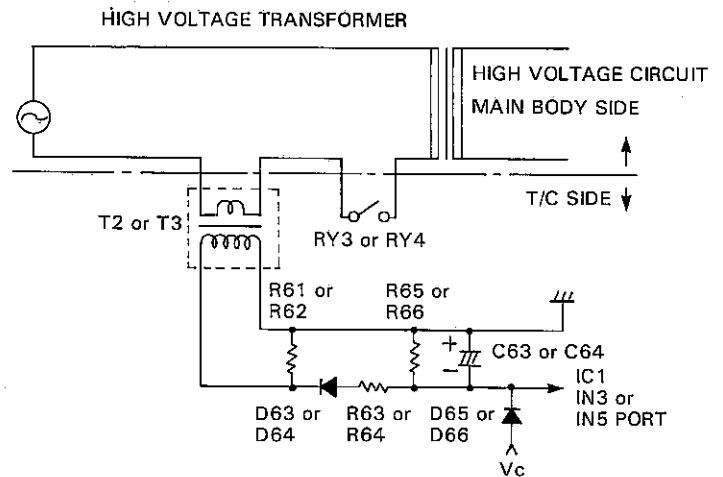 HIGH VOLTAGE TRANSFORMER
HIGH VOLTAGE CIRCUIT
MAIN BODY SIDE
T/C SIDE
T2 or T3
RY3 or RY4
R61 or
R62
R65 or
R66
+
C63 or C64
−
IC1
IN3 or
IN5 PORT
D63 or
D64
R63 or
R64
D65 or
D66
Vc